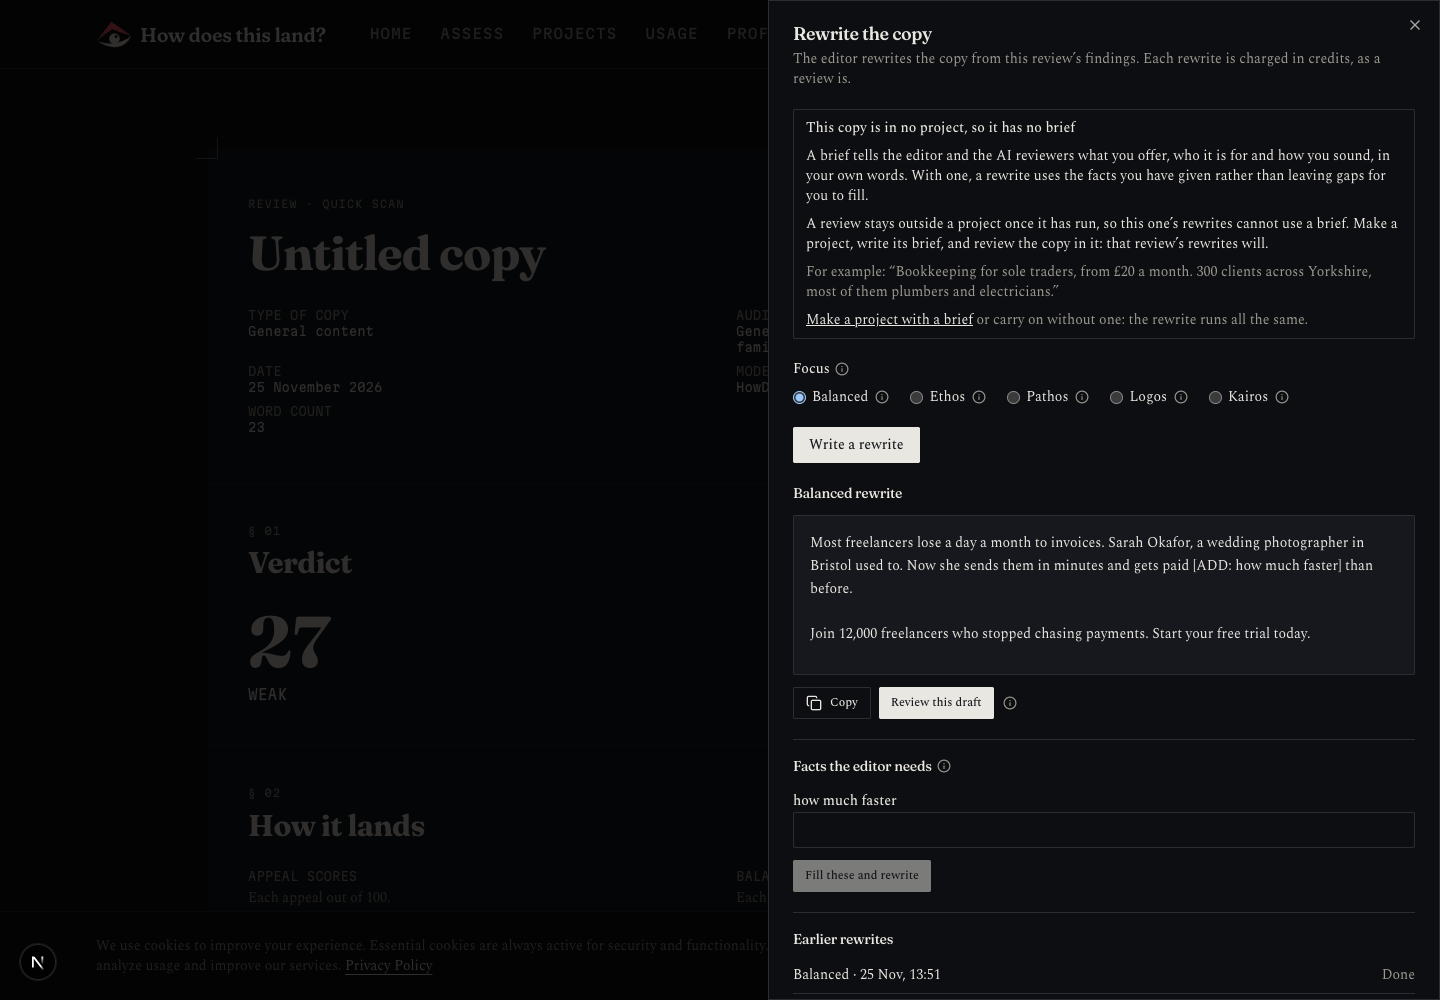 How does this land?
HOME ASSESS PROJECTS USAGE PROF
REVIEW · QUICK SCAN
Untitled copy
TYPE OF COPY
General content
AUDI
Gene
fami
DATE
25 November 2026
MODE
HowD
WORD COUNT
23
§ 01
Verdict
27
WEAK
§ 02
How it lands
APPEAL SCORES
Each appeal out of 100.
BALA
Each
We use cookies to improve your experience. Essential cookies are always active for security and functionality.
analyze usage and improve our services. Privacy Policy
N
Rewrite the copy
The editor rewrites the copy from this review’s findings. Each rewrite is charged in credits, as a
review is.
This copy is in no project, so it has no brief
A brief tells the editor and the AI reviewers what you offer, who it is for and how you sound, in
your own words. With one, a rewrite uses the facts you have given rather than leaving gaps for
you to fill.
A review stays outside a project once it has run, so this one’s rewrites cannot use a brief. Make a
project, write its brief, and review the copy in it: that review’s rewrites will.
For example: “Bookkeeping for sole traders, from £20 a month. 300 clients across Yorkshire,
most of them plumbers and electricians.”
Make a project with a brief or carry on without one: the rewrite runs all the same.
Focus
Balanced Ethos Pathos Logos Kairos
Write a rewrite
Balanced rewrite
Most freelancers lose a day a month to invoices. Sarah Okafor, a wedding photographer in
Bristol used to. Now she sends them in minutes and gets paid [ADD: how much faster] than
before.
Join 12,000 freelancers who stopped chasing payments. Start your free trial today.
Copy
Review this draft
Facts the editor needs
how much faster
Fill these and rewrite
Earlier rewrites
Balanced · 25 Nov, 13:51 Done